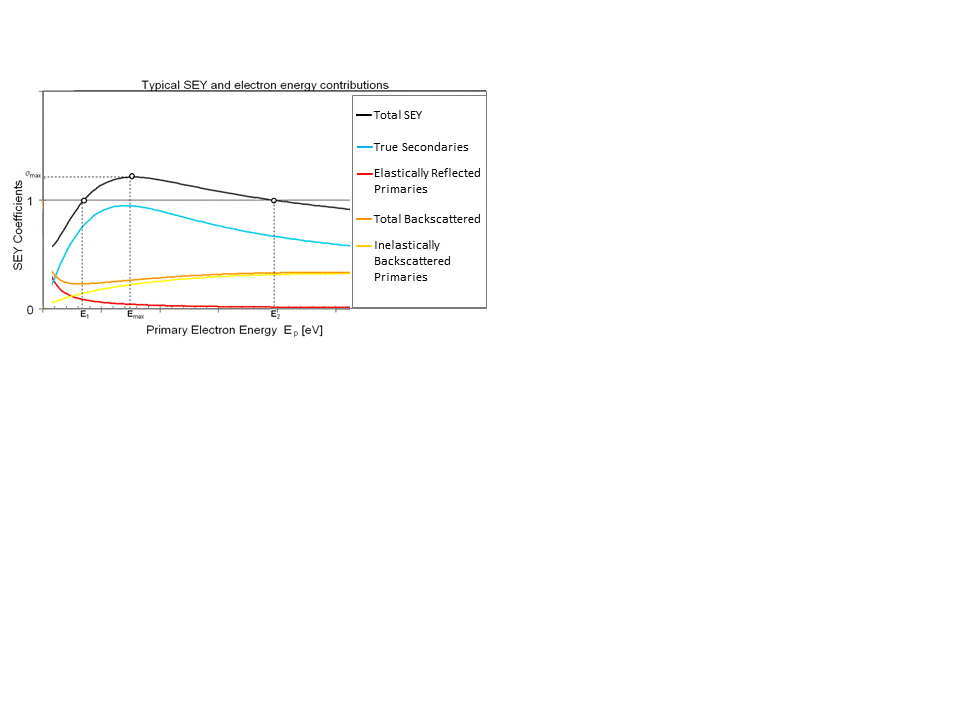 Typical SEY and electron energy contributions
Total SEY
True Secondaries
Elastically Reflected
Primaries
Total Backscattered
Inelastically
Backscattered
Primaries
σmax
1
0
SEY Coefficients
E1
Emax
E2
Primary Electron Energy Ep [eV]